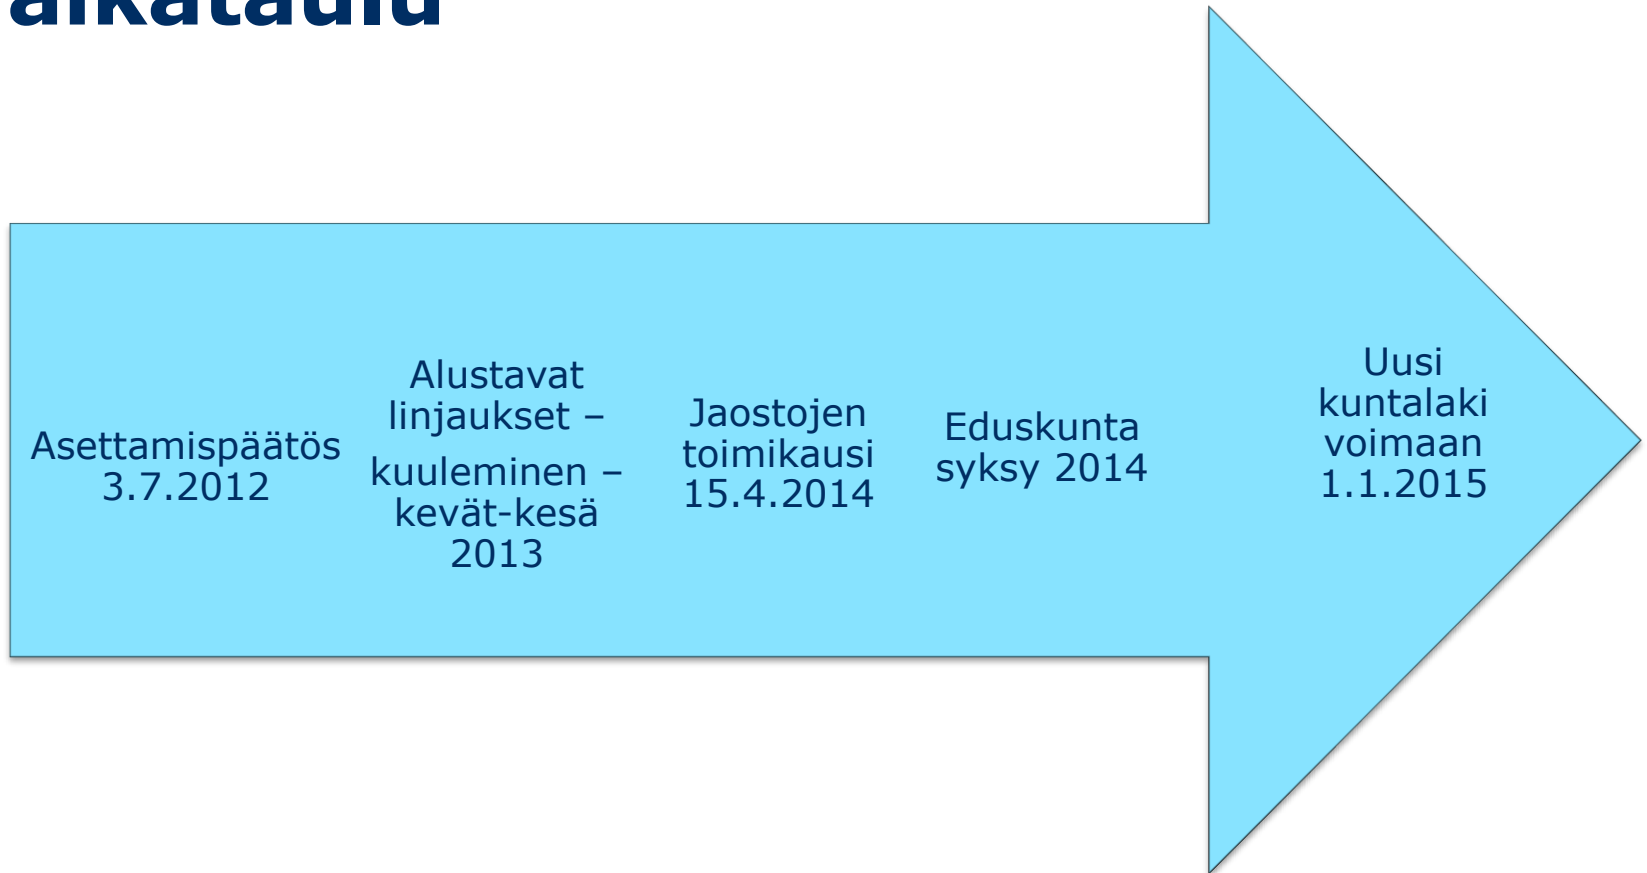 aikataulu
Asettamispäätös
3.7.2012
Alustavat
linjaukset –
kuuleminen –
kevät-kesä
2013
Jaostojen
toimikausi
15.4.2014
Eduskunta
syksy 2014
Uusi
kuntalaki
voimaan
1.1.2015